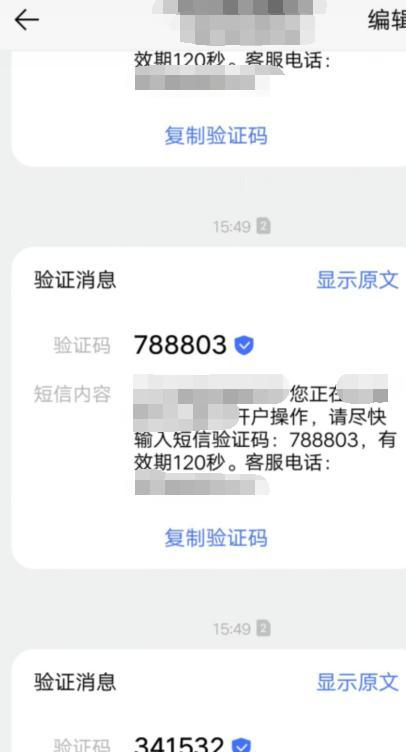 编辑
效期120秒。客服电话：
复制验证码
15:49 2
验证消息
显示原文
验证码 788803
短信内容 您正在
开户操作，请尽快
输入短信验证码：788803，有
效期120秒。客服电话：
复制验证码
15:49 2
验证消息
显示原文
验证码 341532